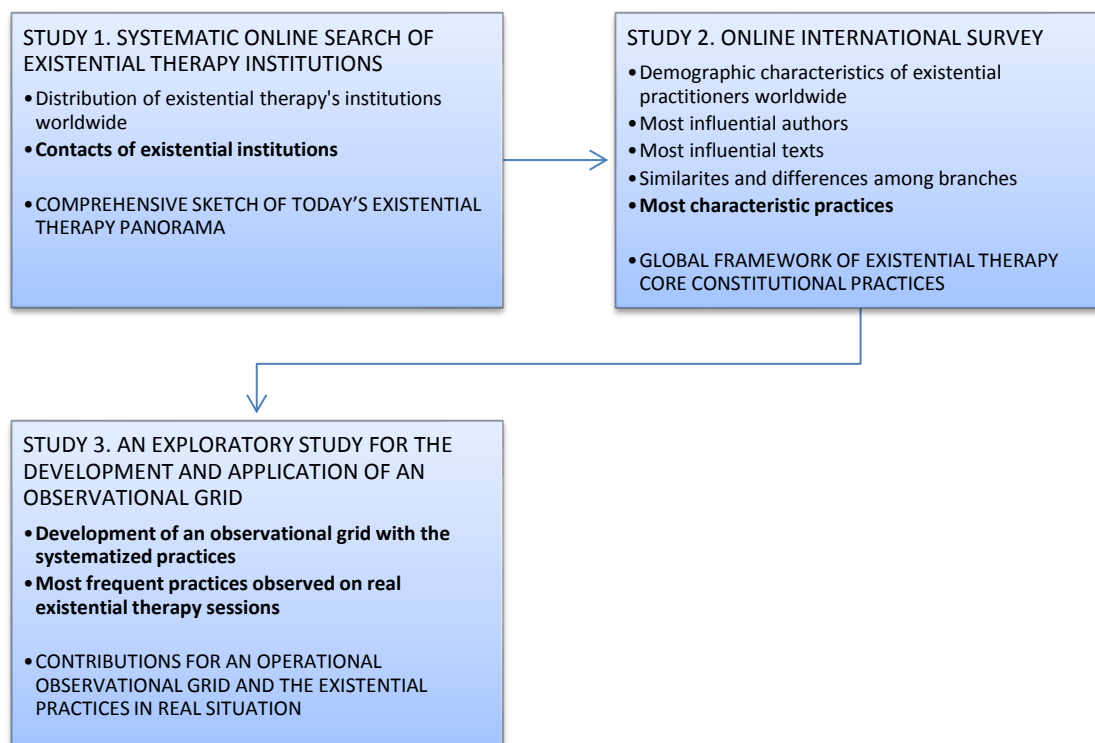 STUDY 1. SYSTEMATIC ONLINE SEARCH OF
EXISTENTIAL THERAPY INSTITUTIONS
•Distribution of existential therapy's institutions
worldwide
•Contacts of existential institutions
•COMPREHENSIVE SKETCH OF TODAY’S EXISTENTIAL
THERAPY PANORAMA
STUDY 2. ONLINE INTERNATIONAL SURVEY
•Demographic characteristics of existential
practitioners worldwide
•Most influential authors
•Most influential texts
•Similarites and differences among branches
•Most characteristic practices
•GLOBAL FRAMEWORK OF EXISTENTIAL THERAPY
CORE CONSTITUTIONAL PRACTICES
STUDY 3. AN EXPLORATORY STUDY FOR THE
DEVELOPMENT AND APPLICATION OF AN
OBSERVATIONAL GRID
•Development of an observational grid with the
systematized practices
•Most frequent practices observed on real
existential therapy sessions
•CONTRIBUTIONS FOR AN OPERATIONAL
OBSERVATIONAL GRID AND THE EXISTENTIAL
PRACTICES IN REAL SITUATION